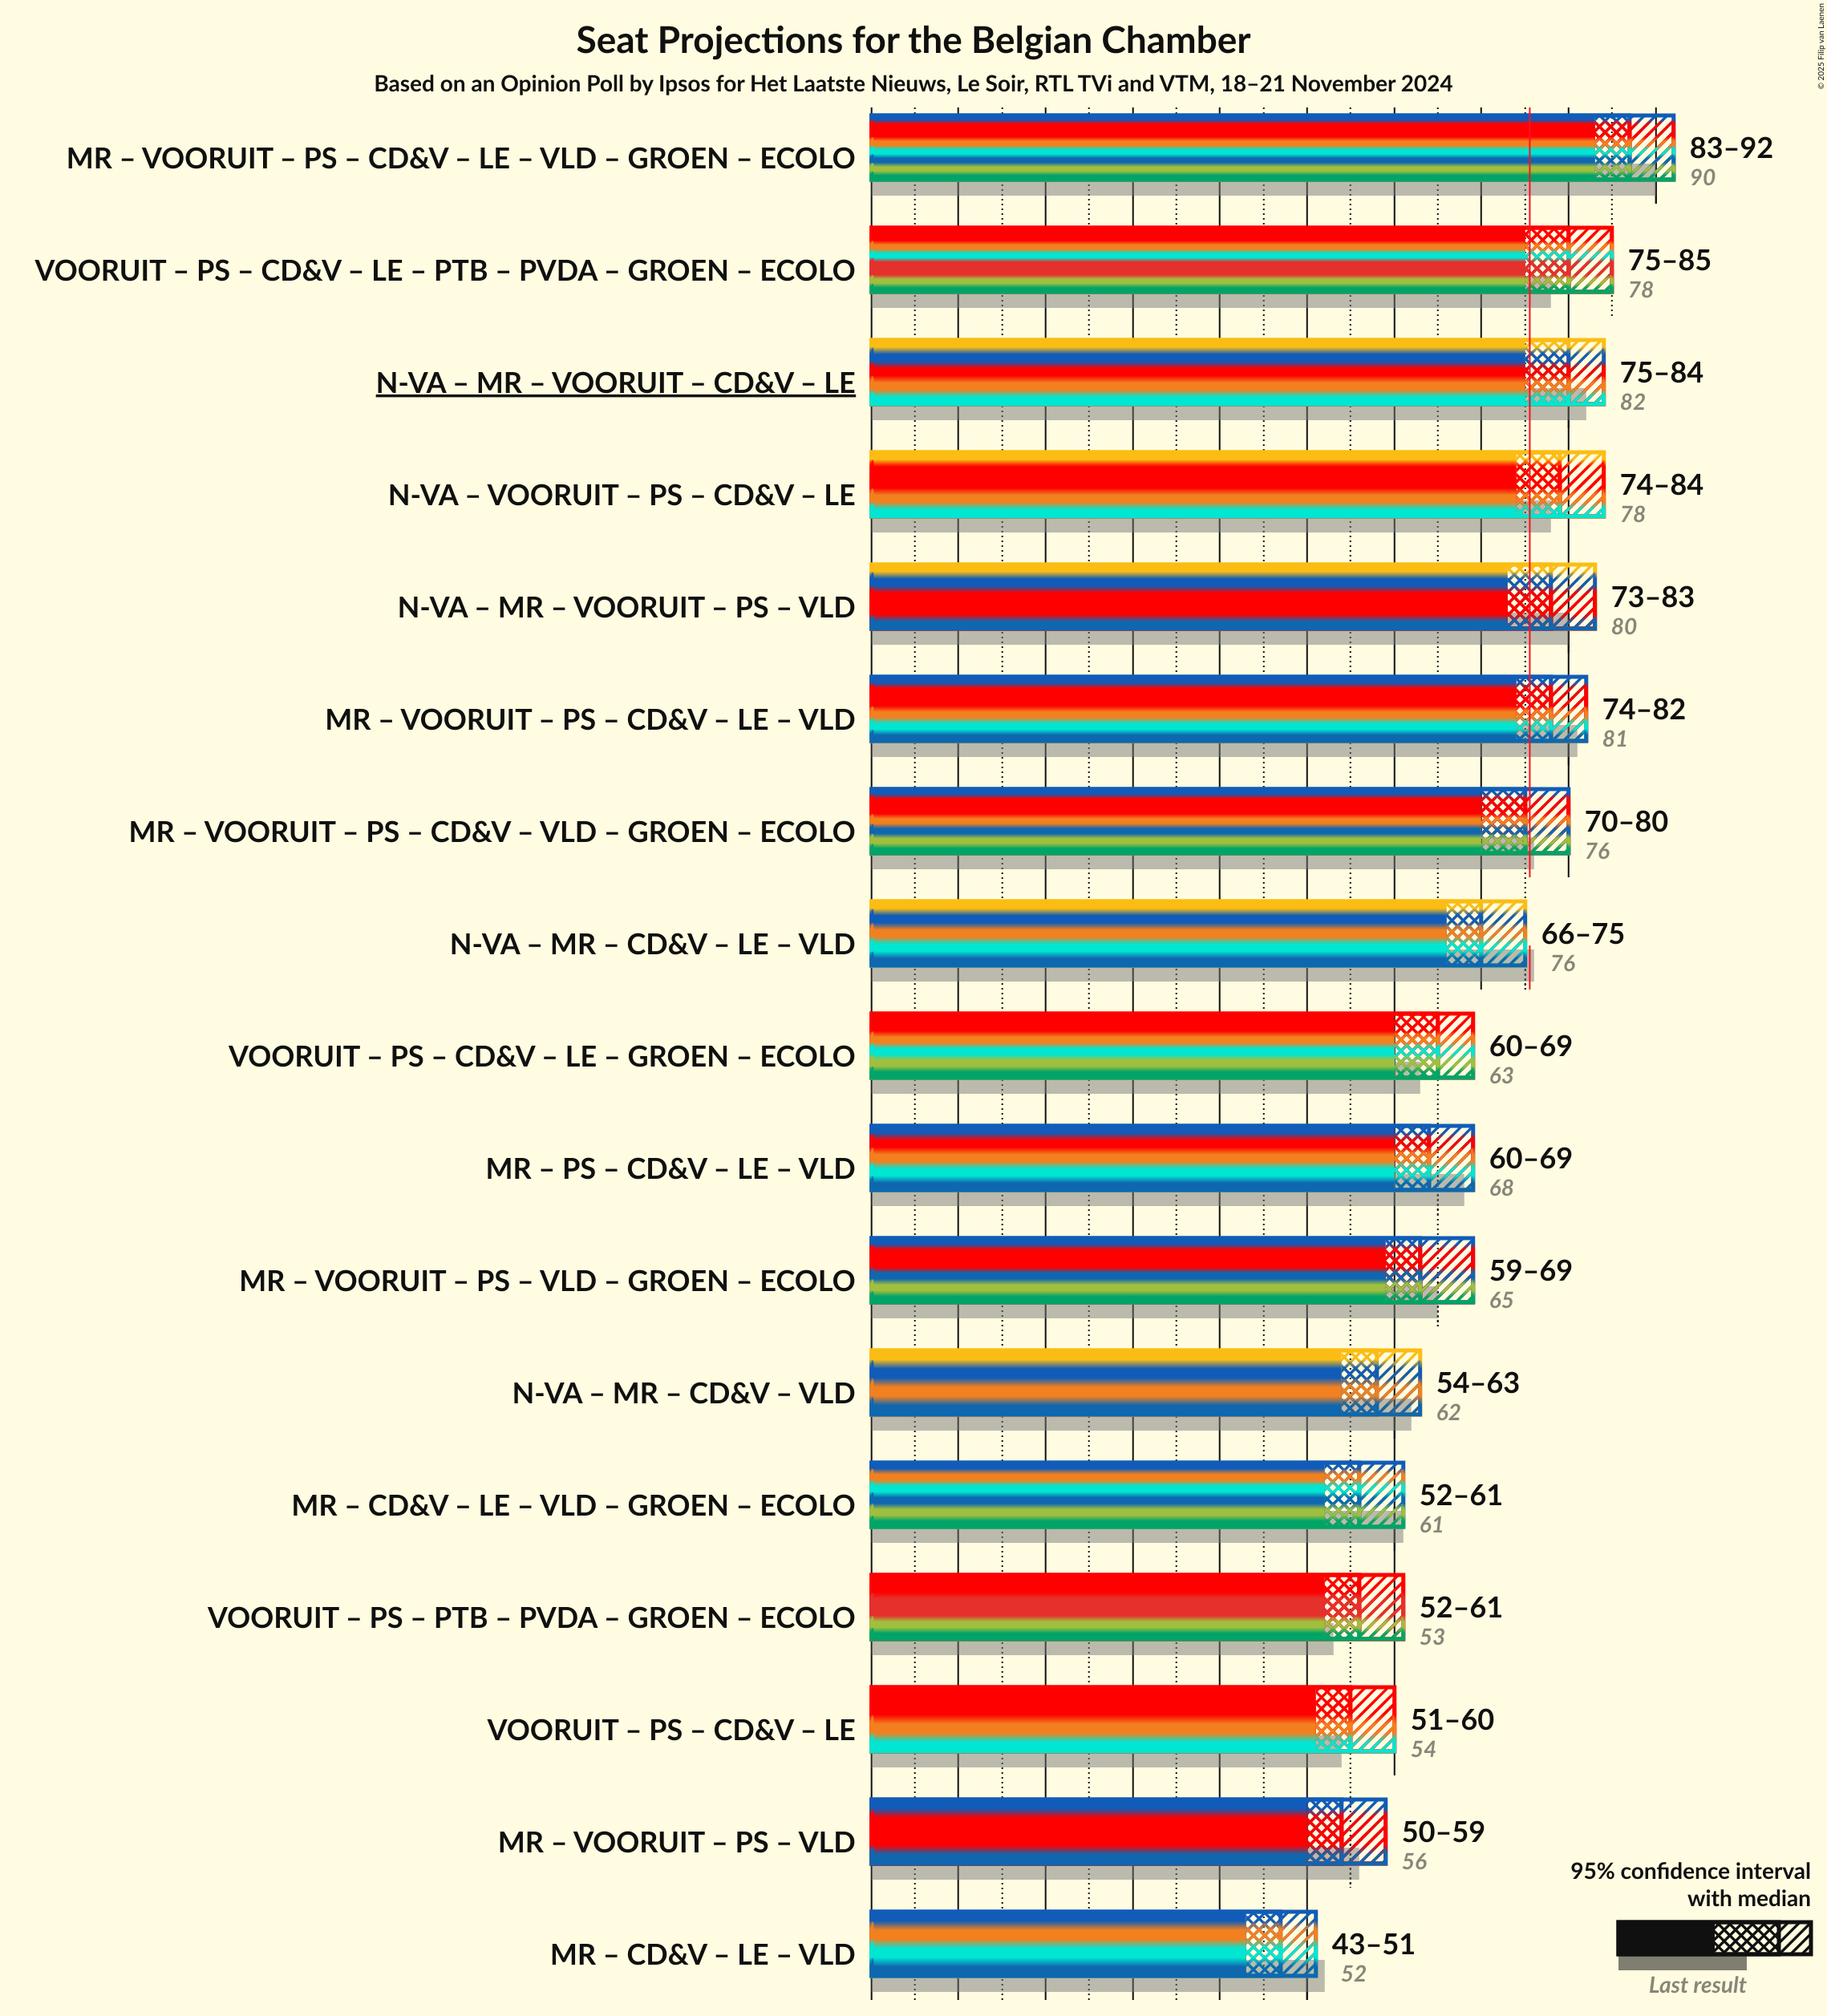 Seat Projections for the Belgian Chamber
Based on an Opinion Poll by Ipsos for Het Laatste Nieuws, Le Soir, RTL TVi and VTM, 18–21 November 2024
© 2025 Filip van Laenen
MR – VOORUIT – PS – CD&V – LE – VLD – GROEN – ECOLO
83–92
90
VOORUIT – PS – CD&V – LE – PTB – PVDA – GROEN – ECOLO
75–85
78
N-VA – MR – VOORUIT – CD&V – LE
75–84
82
N-VA – VOORUIT – PS – CD&V – LE
74–84
78
N-VA – MR – VOORUIT – PS – VLD
73–83
80
MR – VOORUIT – PS – CD&V – LE – VLD
74–82
81
MR – VOORUIT – PS – CD&V – VLD – GROEN – ECOLO
70–80
76
N-VA – MR – CD&V – LE – VLD
66–75
76
VOORUIT – PS – CD&V – LE – GROEN – ECOLO
60–69
63
MR – PS – CD&V – LE – VLD
60–69
68
MR – VOORUIT – PS – VLD – GROEN – ECOLO
59–69
65
N-VA – MR – CD&V – VLD
54–63
62
MR – CD&V – LE – VLD – GROEN – ECOLO
52–61
61
VOORUIT – PS – PTB – PVDA – GROEN – ECOLO
52–61
53
VOORUIT – PS – CD&V – LE
51–60
54
MR – VOORUIT – PS – VLD
50–59
56
MR – CD&V – LE – VLD
43–51
52
95% confidence interval
with median
Last result